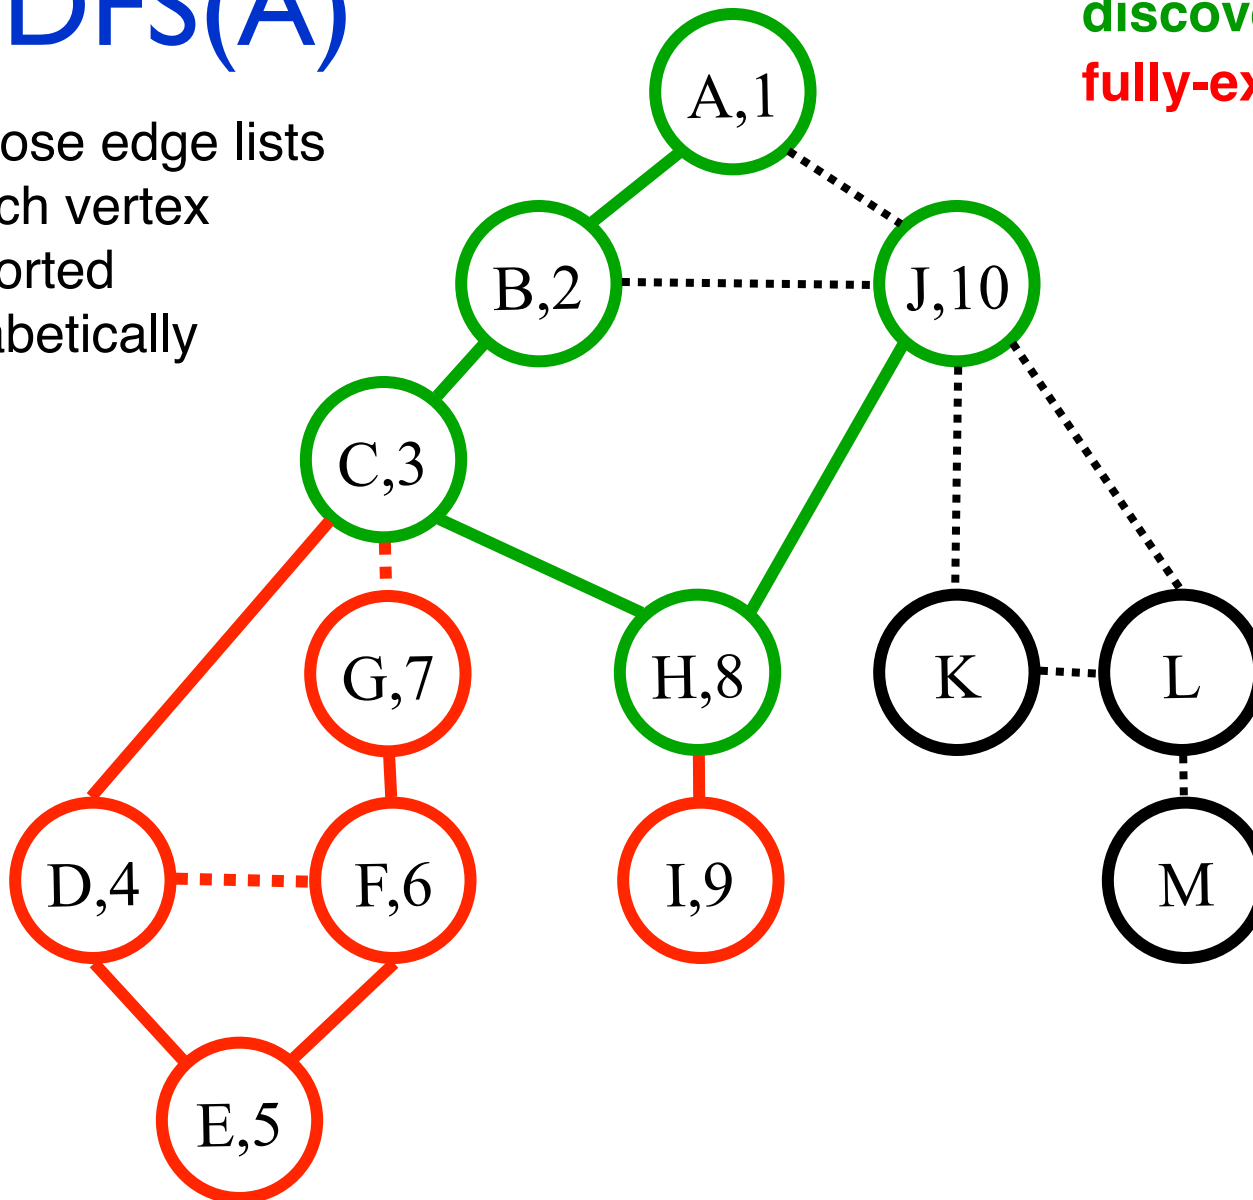 DFS(A)
discove
fully-ex
ose edge lists
ch vertex
orted
abetically
A,1
B,2
J,10
C,3
G,7
H,8
K
L
D,4
F,6
I,9
M
E,5